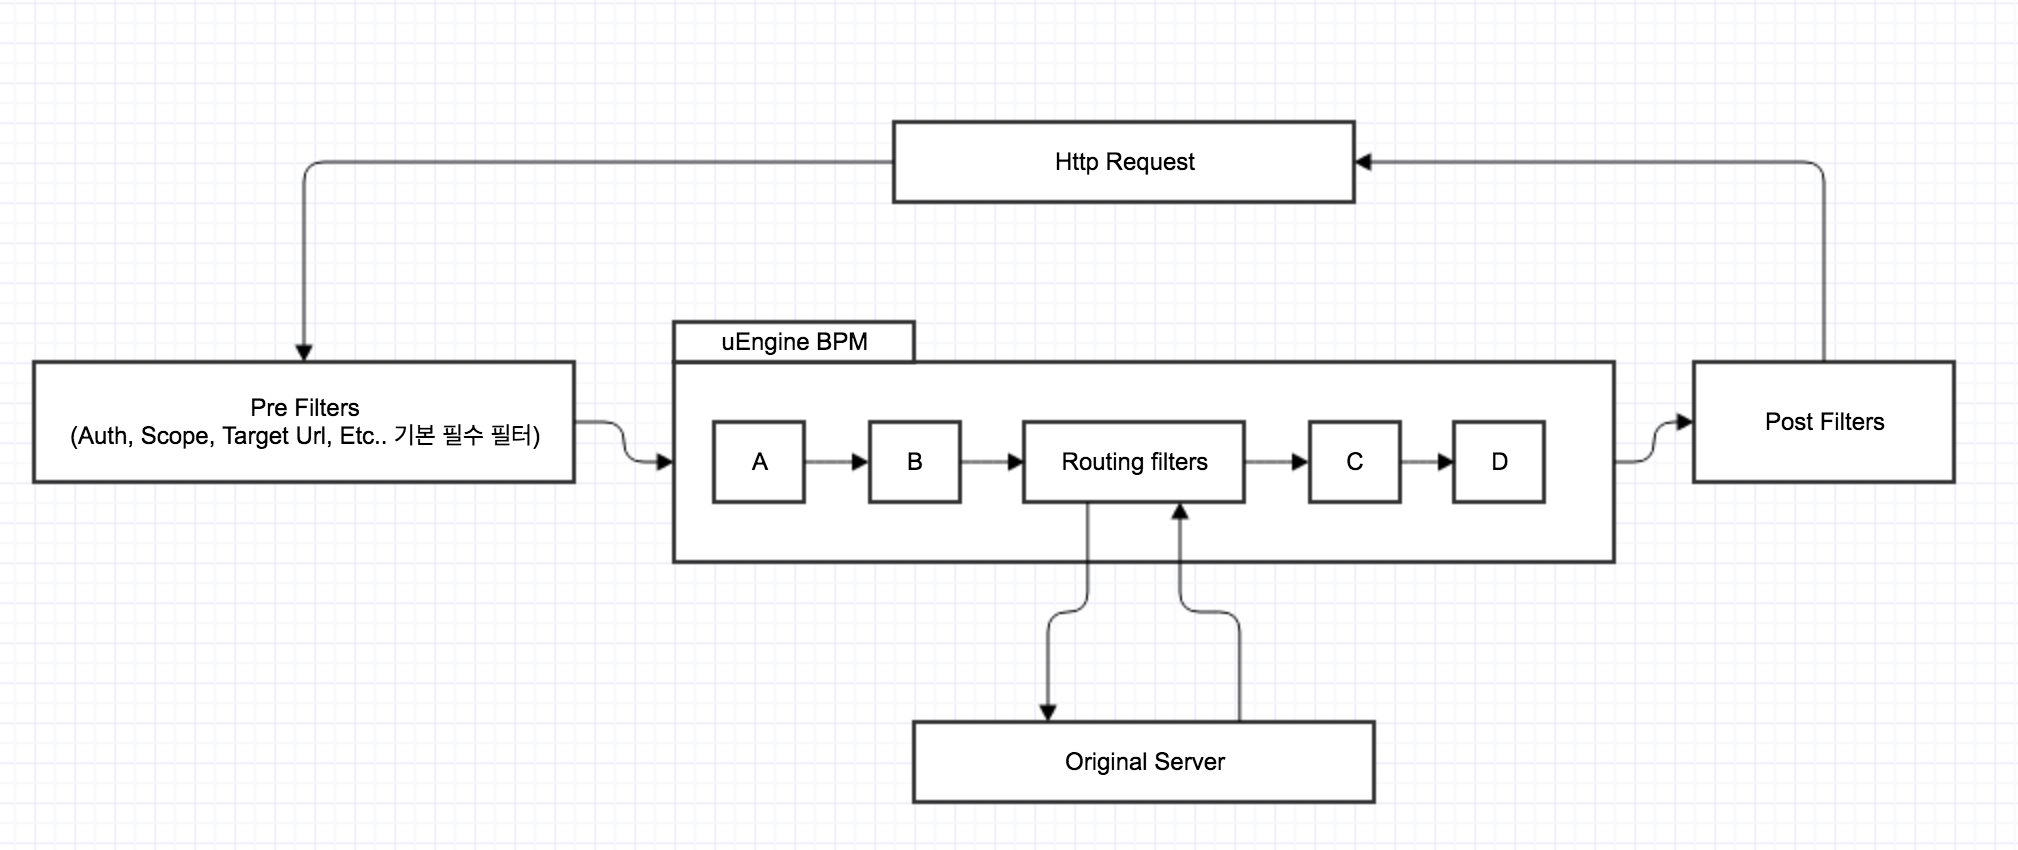 Http Request
uEngine BPM
Pre Filters
(Auth, Scope, Target Url, Etc.. 기본 필수 필터)
A
B
Routing filters
C
D
Post Filters
Original Server